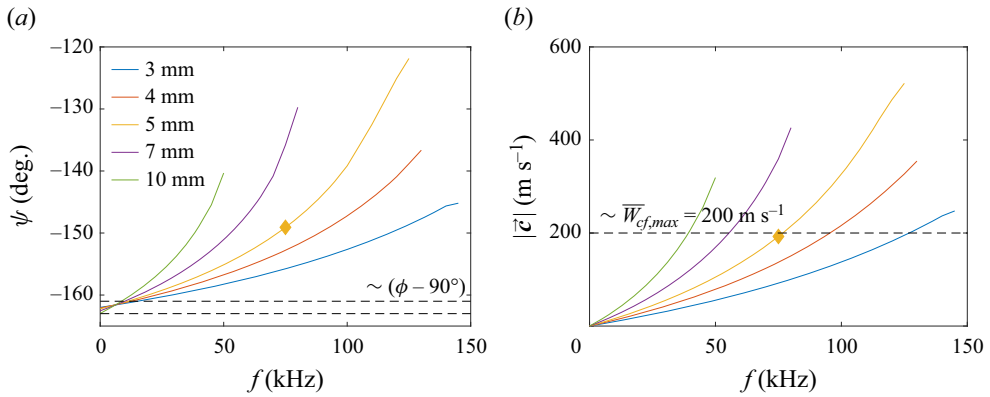 (a)
ψ (deg.)
–120
–130
–140
–150
–160
3 mm
4 mm
5 mm
7 mm
10 mm
~ (ϕ – 90°)
0
50
100
150
f (kHz)
(b)
|c⃗| (m s⁻¹)
600
400
200
0
~ W̅cf,max = 200 m s⁻¹
50
100
150
f (kHz)